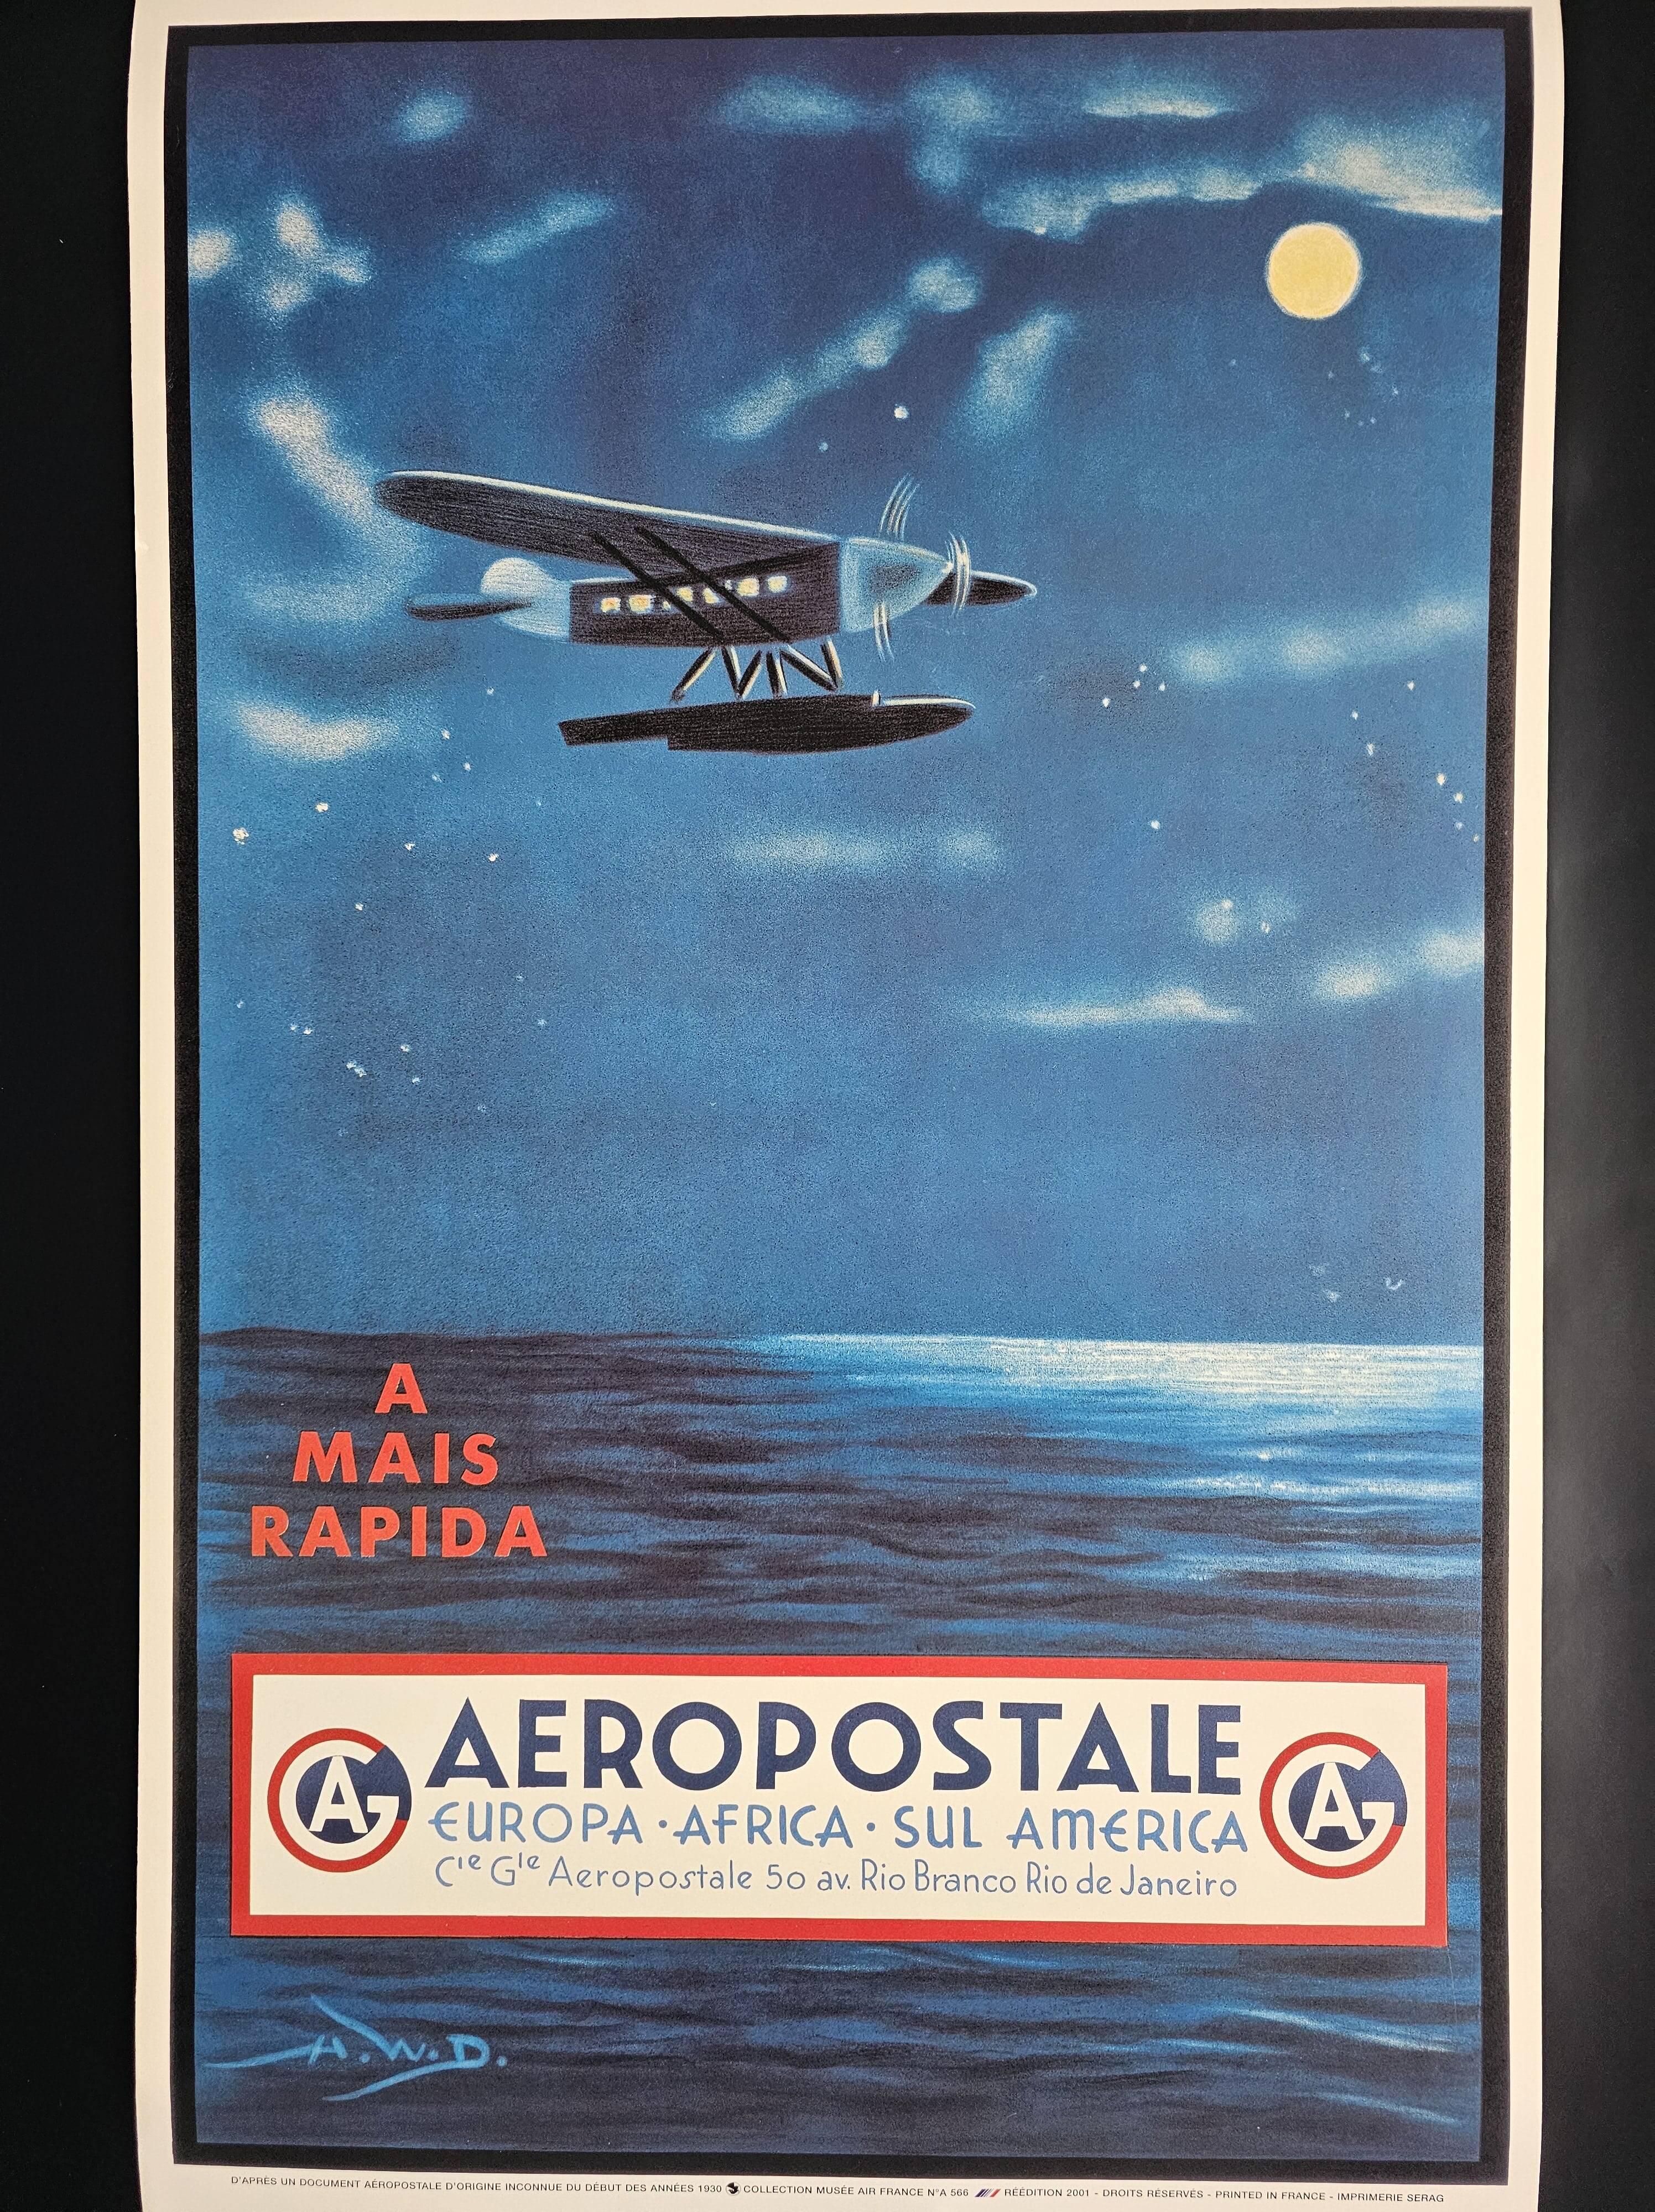 A
MAIS
RAPIDA
AEROPOSTALE
EUROPA · AFRICA · SUL AMERICA
Cie Gle Aeropostale 50 av. Rio Branco Rio de Janeiro
AG
AG
A.W.D.
D'APRÈS UN DOCUMENT AÉROPOSTALE D'ORIGINE INCONNUE DU DÉBUT DES ANNÉES 1930 COLLECTION MUSÉE AIR FRANCE N°A 566 RÉÉDITION 2001 - DROITS RÉSERVÉS - PRINTED IN FRANCE - IMPRIMERIE SERAG